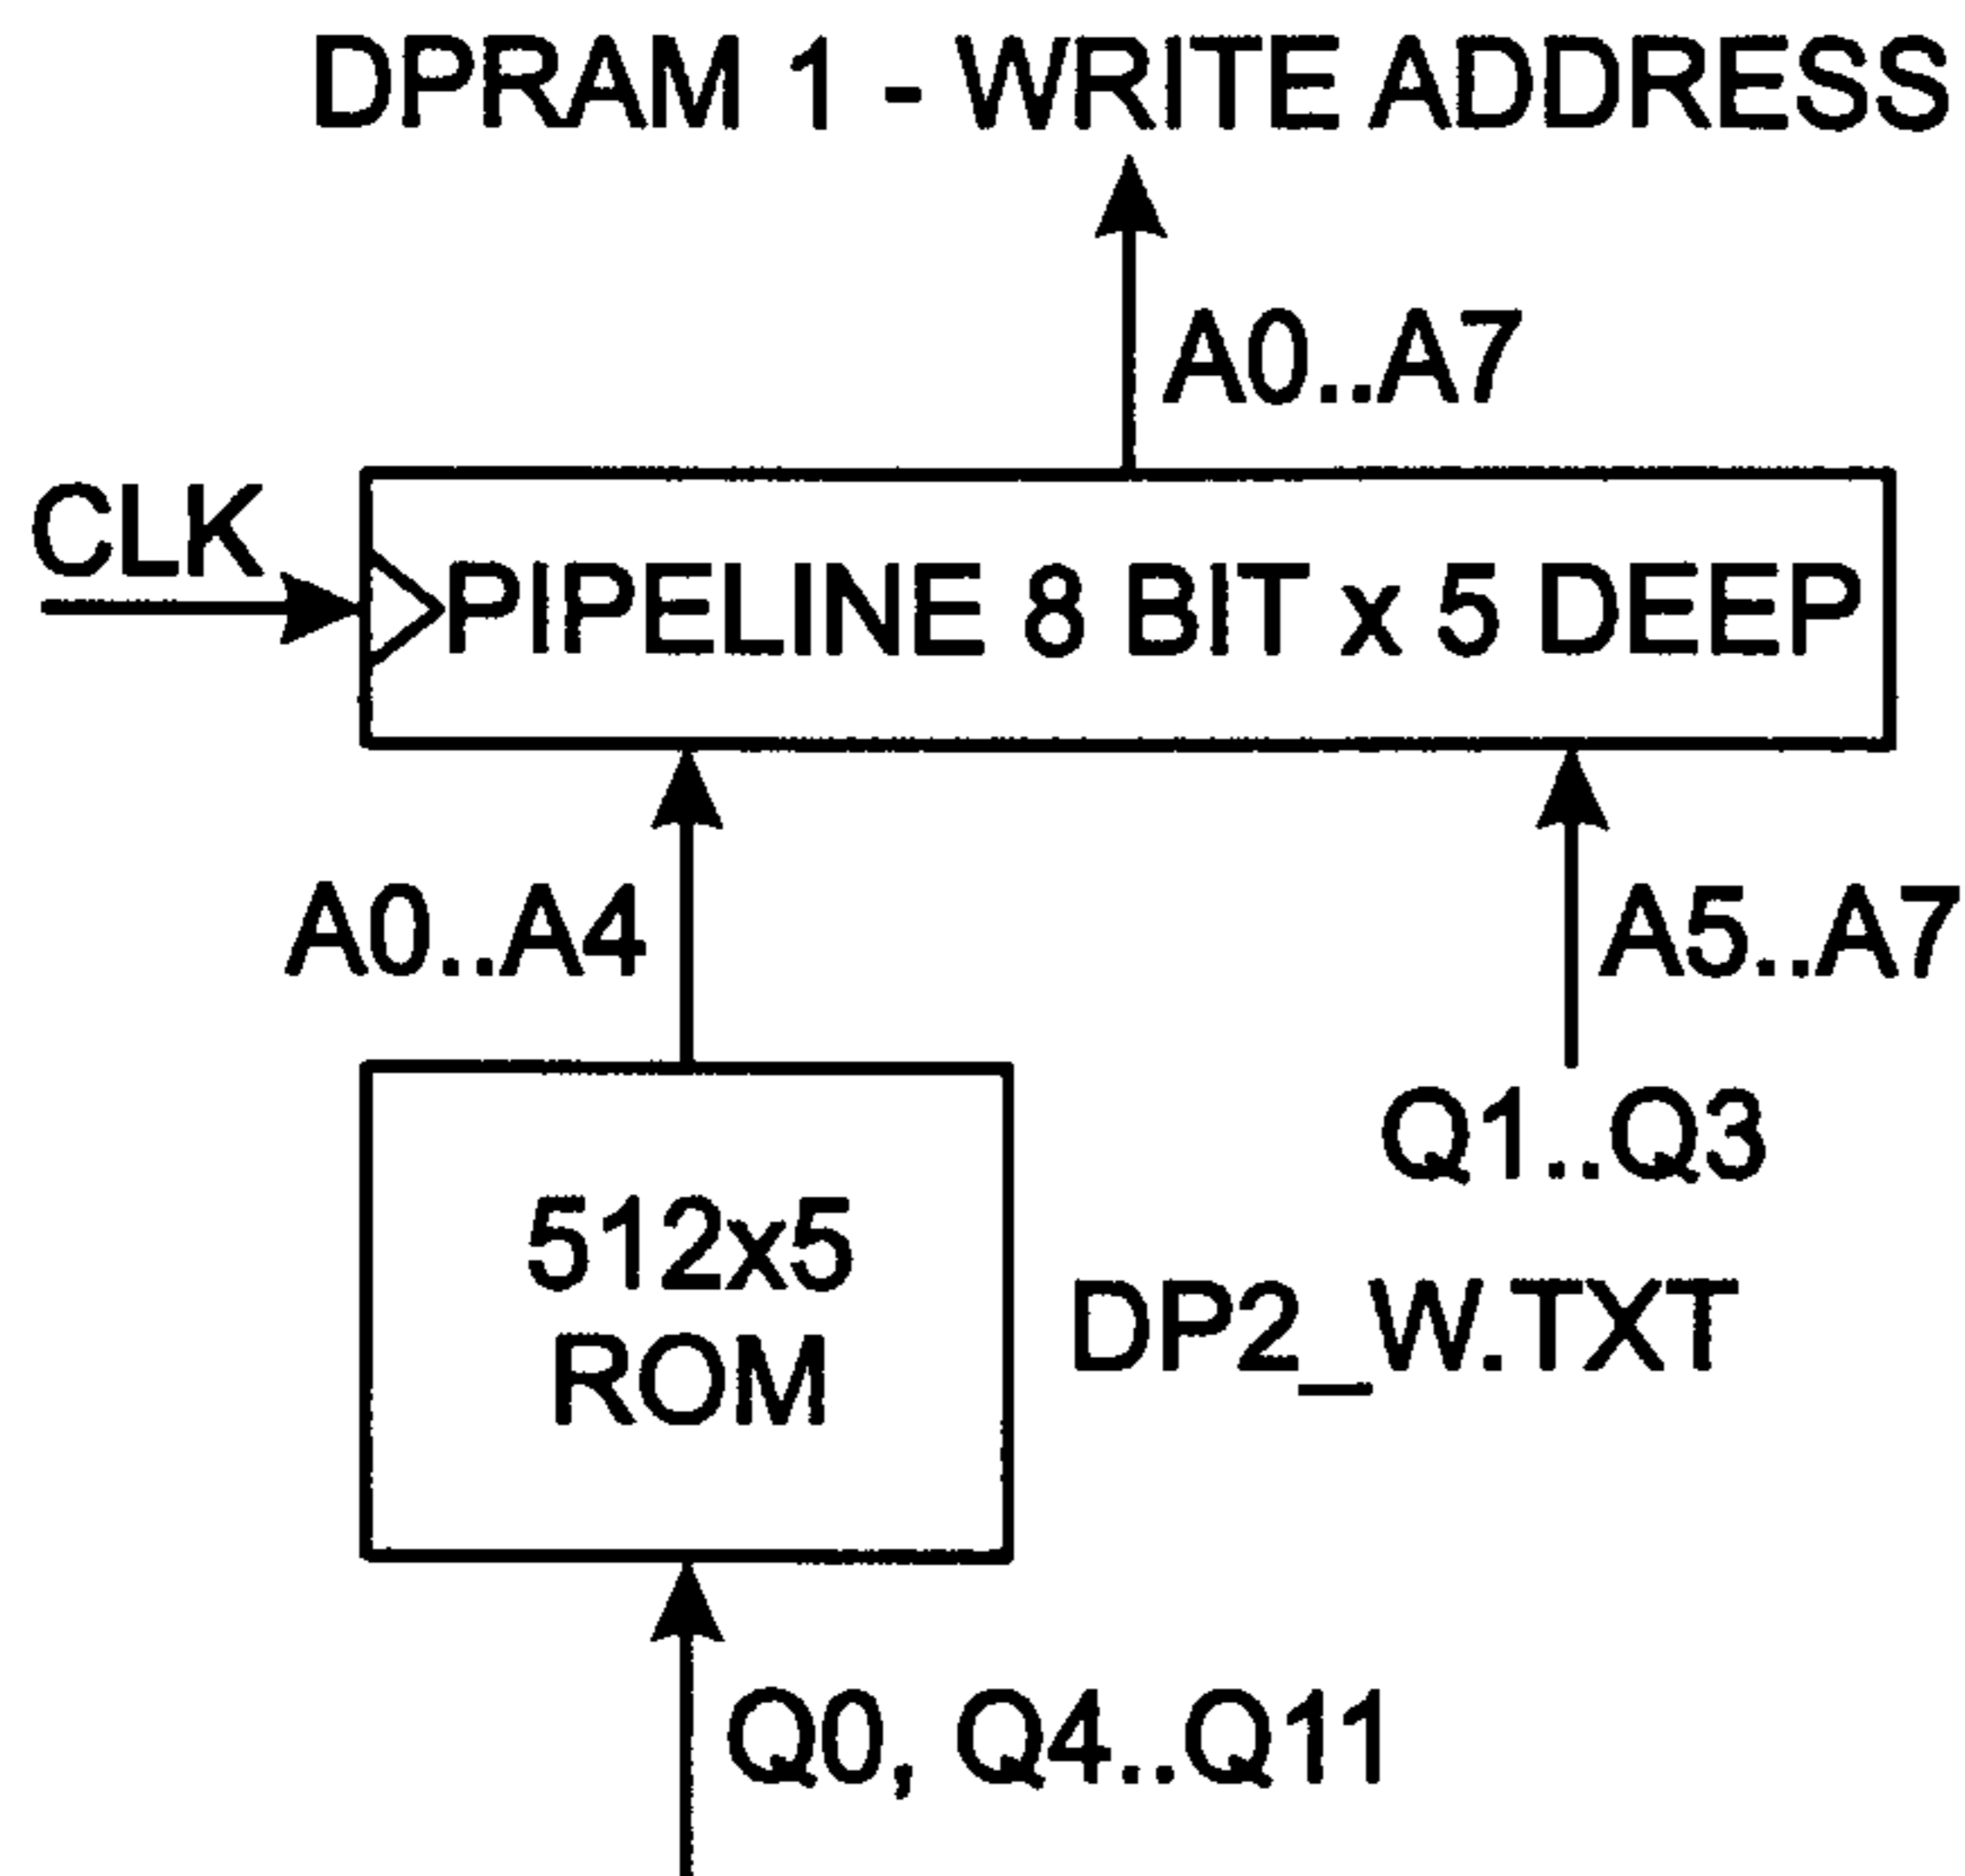 DPRAM 1 - WRITE ADDRESS
A0..A7
CLK
PIPELINE 8 BIT x 5 DEEP
A0..A4
A5..A7
Q1..Q3
512x5
ROM
DP2_W.TXT
Q0, Q4..Q11